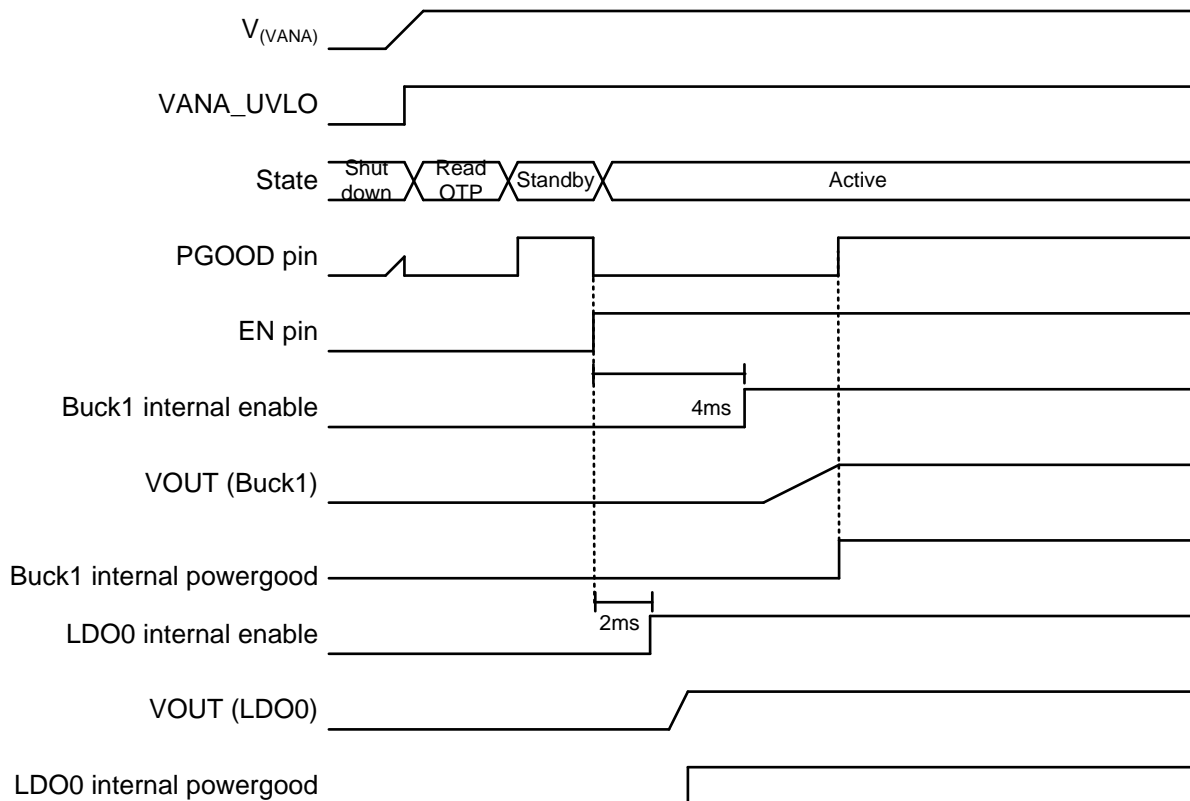 V(VANA)
VANA_UVLO
State
Shut
down
Read
OTP
Standby
Active
PGOOD pin
EN pin
4ms
Buck1 internal enable
VOUT (Buck1)
Buck1 internal powergood
2ms
LDO0 internal enable
VOUT (LDO0)
LDO0 internal powergood